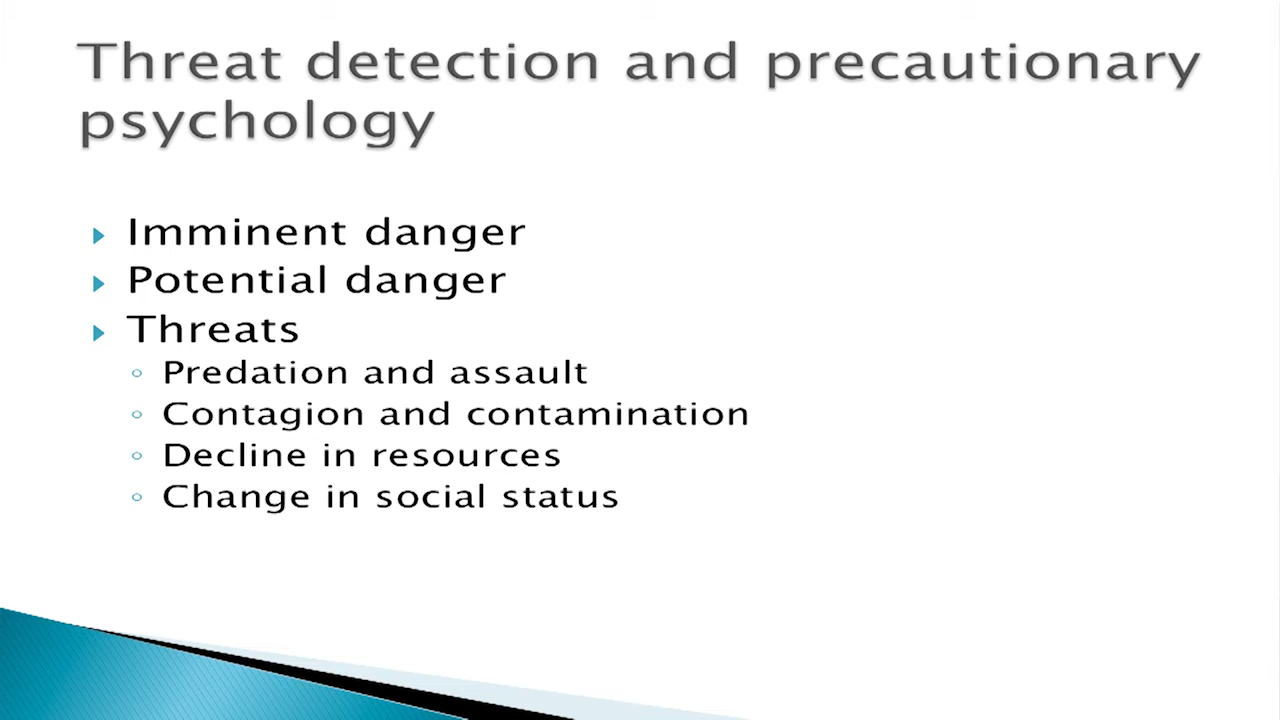 Threat detection and precautionary
psychology
Imminent danger
Potential danger
Threats
Predation and assault
Contagion and contamination
Decline in resources
Change in social status